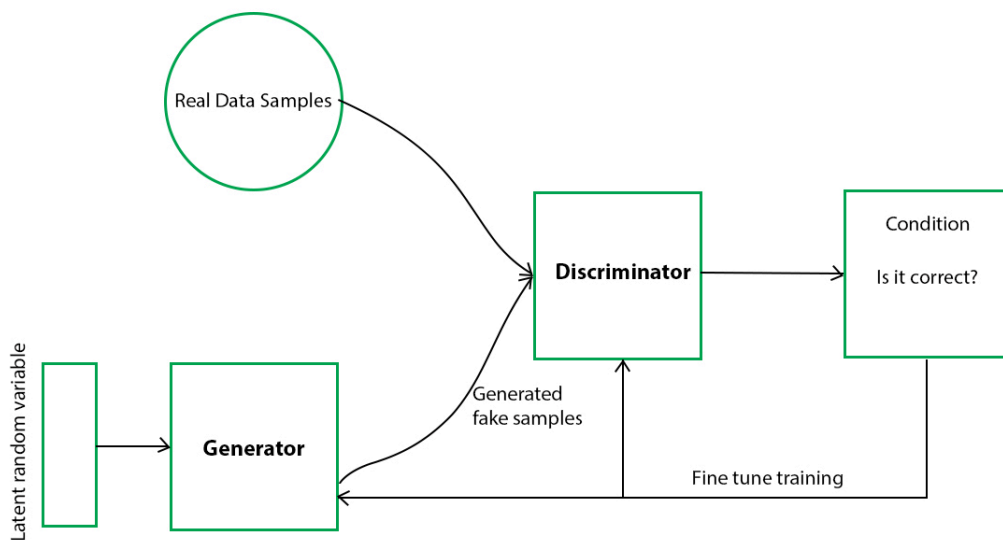 Real Data Samples
Condition
Discriminator
Is it correct?
Latent random variable
Generated
fake samples
Generator
Fine tune training